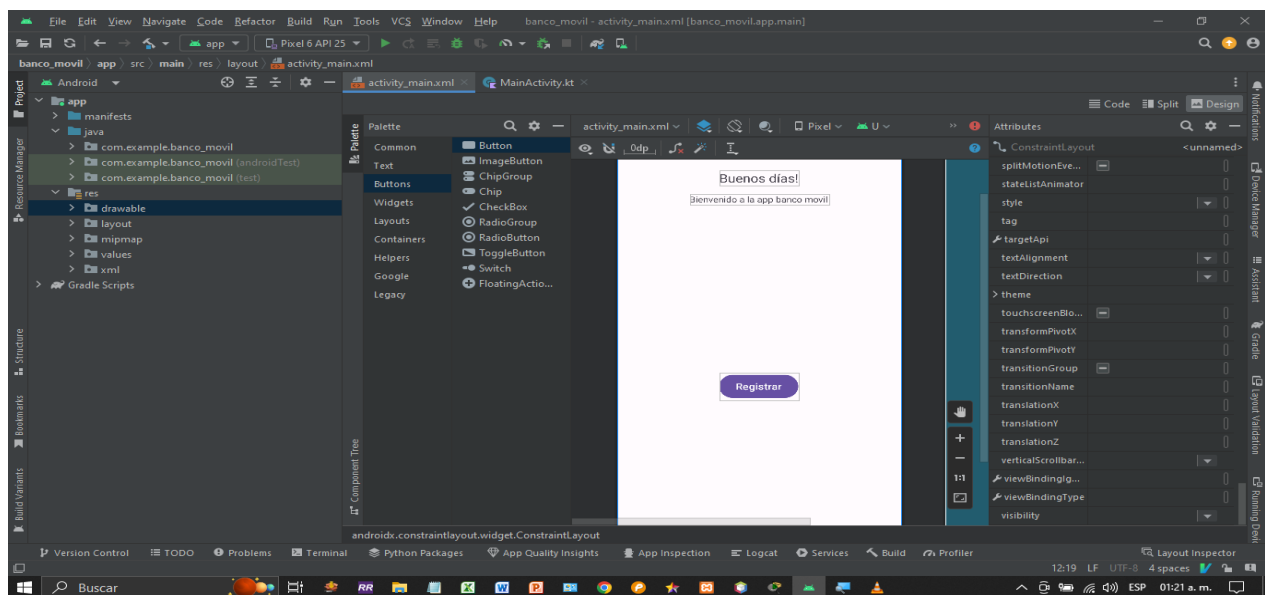 File Edit View Navigate Code Refactor Build Run Tools VCS Window Help banco_movil - activity_main.xml [banco_movil.app.main]
app Pixel 6 API 25
banco_movil app src main res layout activity_main.xml
Android
activity_main.xml MainActivity.kt
Project
Resource Manager
Structure
Bookmarks
Build Variants
app
manifests
java
com.example.banco_movil
com.example.banco_movil (androidTest)
com.example.banco_movil (test)
res
drawable
layout
mipmap
values
xml
Gradle Scripts
Code Split Design
Palette
Palette
Common
Text
Buttons
Widgets
Layouts
Containers
Helpers
Google
Legacy
Button
ImageButton
ChipGroup
Chip
CheckBox
RadioGroup
RadioButton
ToggleButton
Switch
FloatingActio...
Component Tree
activity_main.xml Pixel U
0dp
Buenos días!
Bienvenido a la app banco movil
Registrar
1:1
androidx.constraintlayout.widget.ConstraintLayout
Attributes
ConstraintLayout <unnamed>
splitMotionEve...
stateListAnimator
style
tag
targetApi
textAlignment
textDirection
theme
touchscreenBlo...
transformPivotX
transformPivotY
transitionGroup
transitionName
translationX
translationY
translationZ
verticalScrollbar...
viewBindingIg...
viewBindingType
visibility
Notifications
Device Manager
Assistant
Gradle
Layout Validation
Running Devi
Version Control TODO Problems Terminal Python Packages App Quality Insights App Inspection Logcat Services Build Profiler Layout Inspector
12:19 LF UTF-8 4 spaces
Buscar
RR
ESP 01:21 a. m.